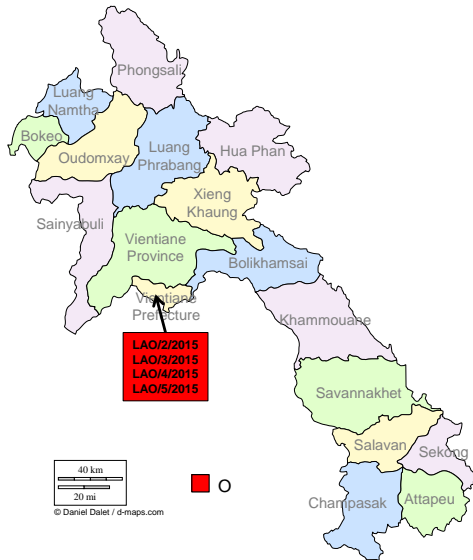 Phongsali
Luang
Namtha
Bokeo
Oudomxay
Luang
Phrabang
Hua Phan
Xieng
Khaung
Sainyabuli
Vientiane
Province
Bolikhamsai
Vientiane
Prefecture
Khammouane
LAO/2/2015
LAO/3/2015
LAO/4/2015
LAO/5/2015
Savannakhet
Salavan
Sekong
Champasak
Attapeu
40 km
20 mi
© Daniel Dalet / d-maps.com
O